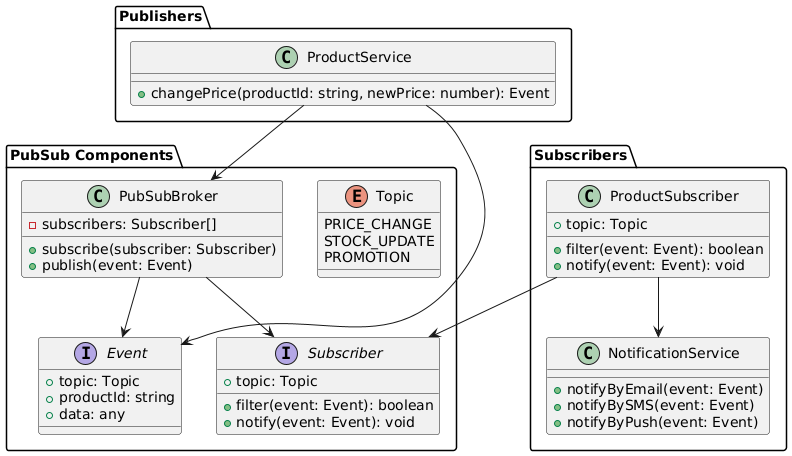 Publishers
C ProductService
changePrice(productId: string, newPrice: number): Event
PubSub Components
C PubSubBroker
subscribers: Subscriber[]
subscribe(subscriber: Subscriber)
publish(event: Event)
E Topic
PRICE_CHANGE
STOCK_UPDATE
PROMOTION
I Event
topic: Topic
productId: string
data: any
I Subscriber
topic: Topic
filter(event: Event): boolean
notify(event: Event): void
Subscribers
C ProductSubscriber
topic: Topic
filter(event: Event): boolean
notify(event: Event): void
C NotificationService
notifyByEmail(event: Event)
notifyBySMS(event: Event)
notifyByPush(event: Event)